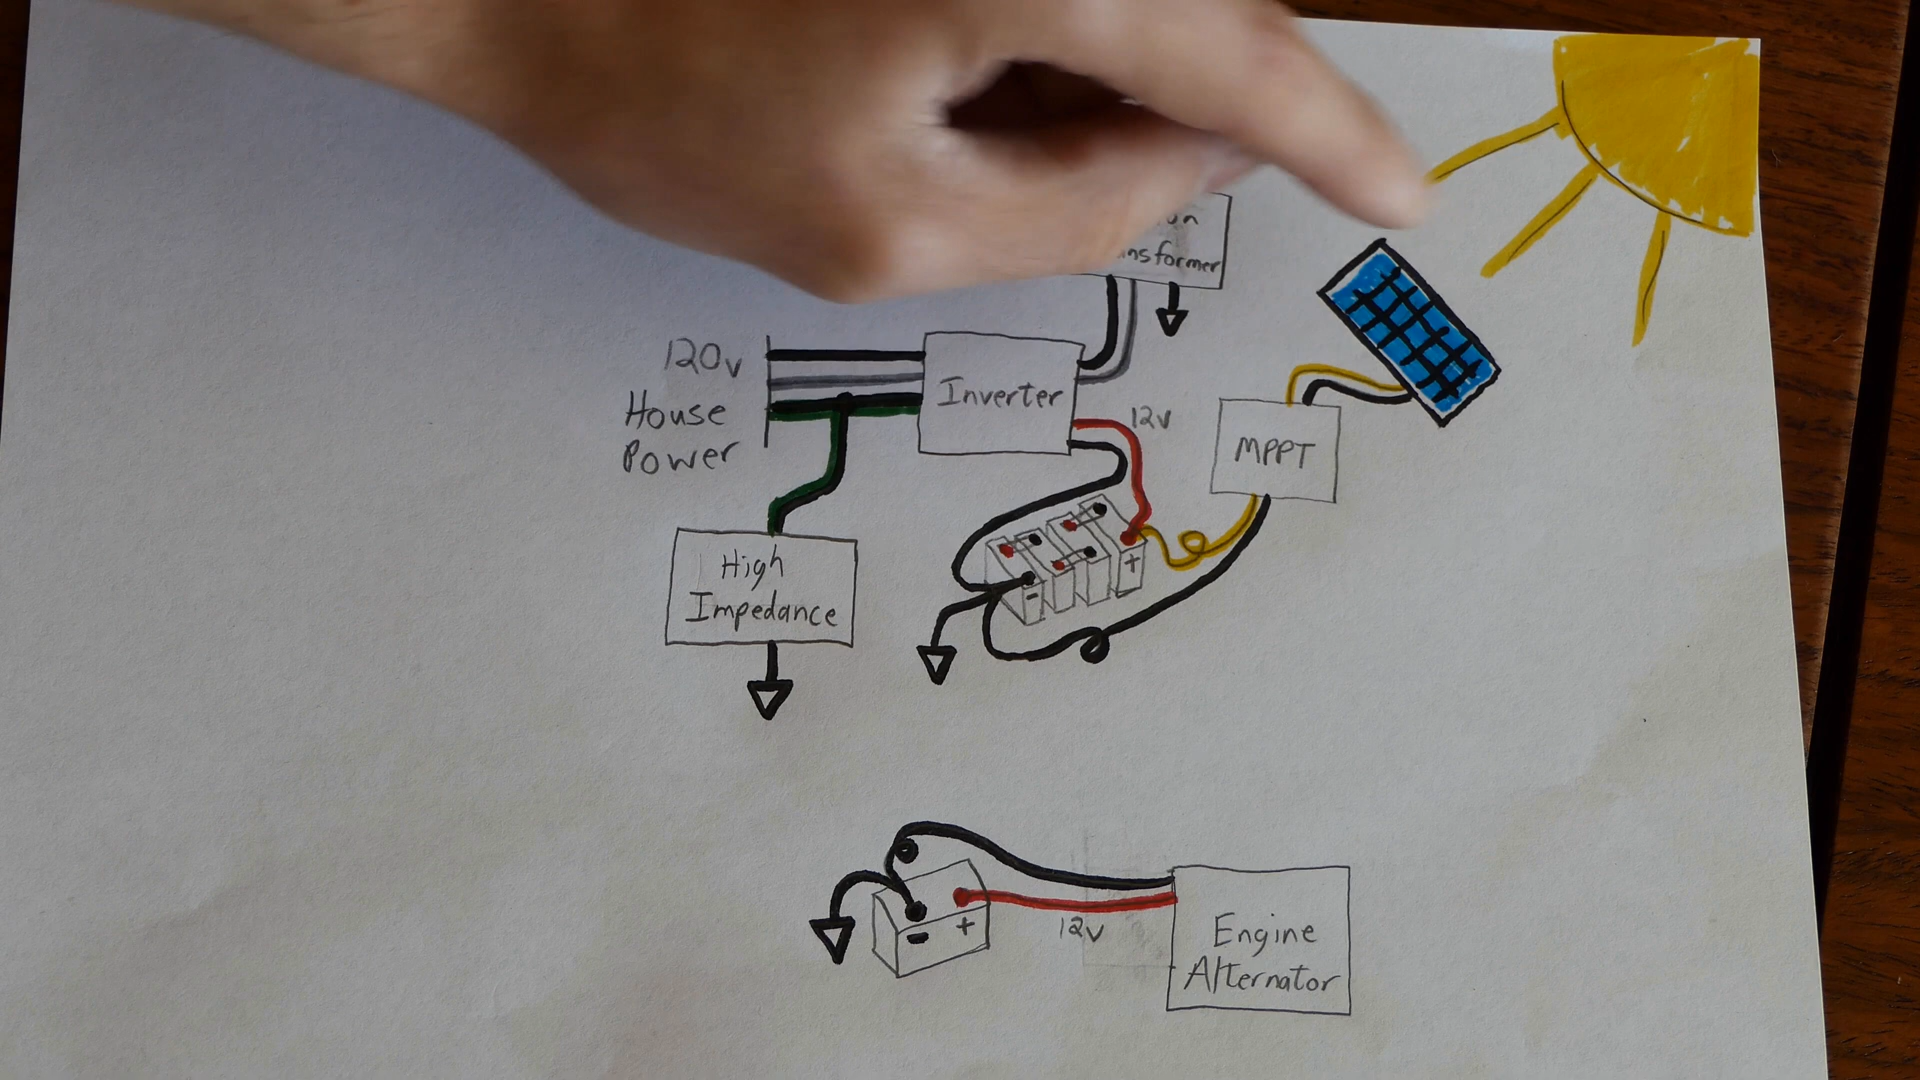 120v
House
Power
Inverter
12v
MPPT
+
-
High
Impedance
12v
-
+
Engine
Alternator